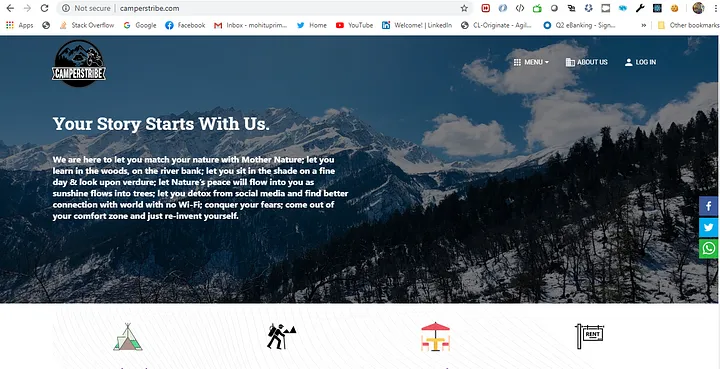 Not secure | camperstribe.com
Apps Stack Overflow Google Facebook Inbox - mohituprim... Twitter Home YouTube Welcome! | LinkedIn CL-Originate - Agil... Q2 eBanking - Sign... » Other bookmarks
CAMPERSTRIBE
MENU ABOUT US LOG IN
Your Story Starts With Us.
We are here to let you match your nature with Mother Nature; let you
learn in the woods, on the river bank; let you sit in the shade on a fine
day & look upon verdure; let Nature's peace will flow into you as
sunshine flows into trees; let you detox from social media and find better
connection with world with no Wi-Fi; conquer your fears; come out of
your comfort zone and just re-invent yourself.
RENT